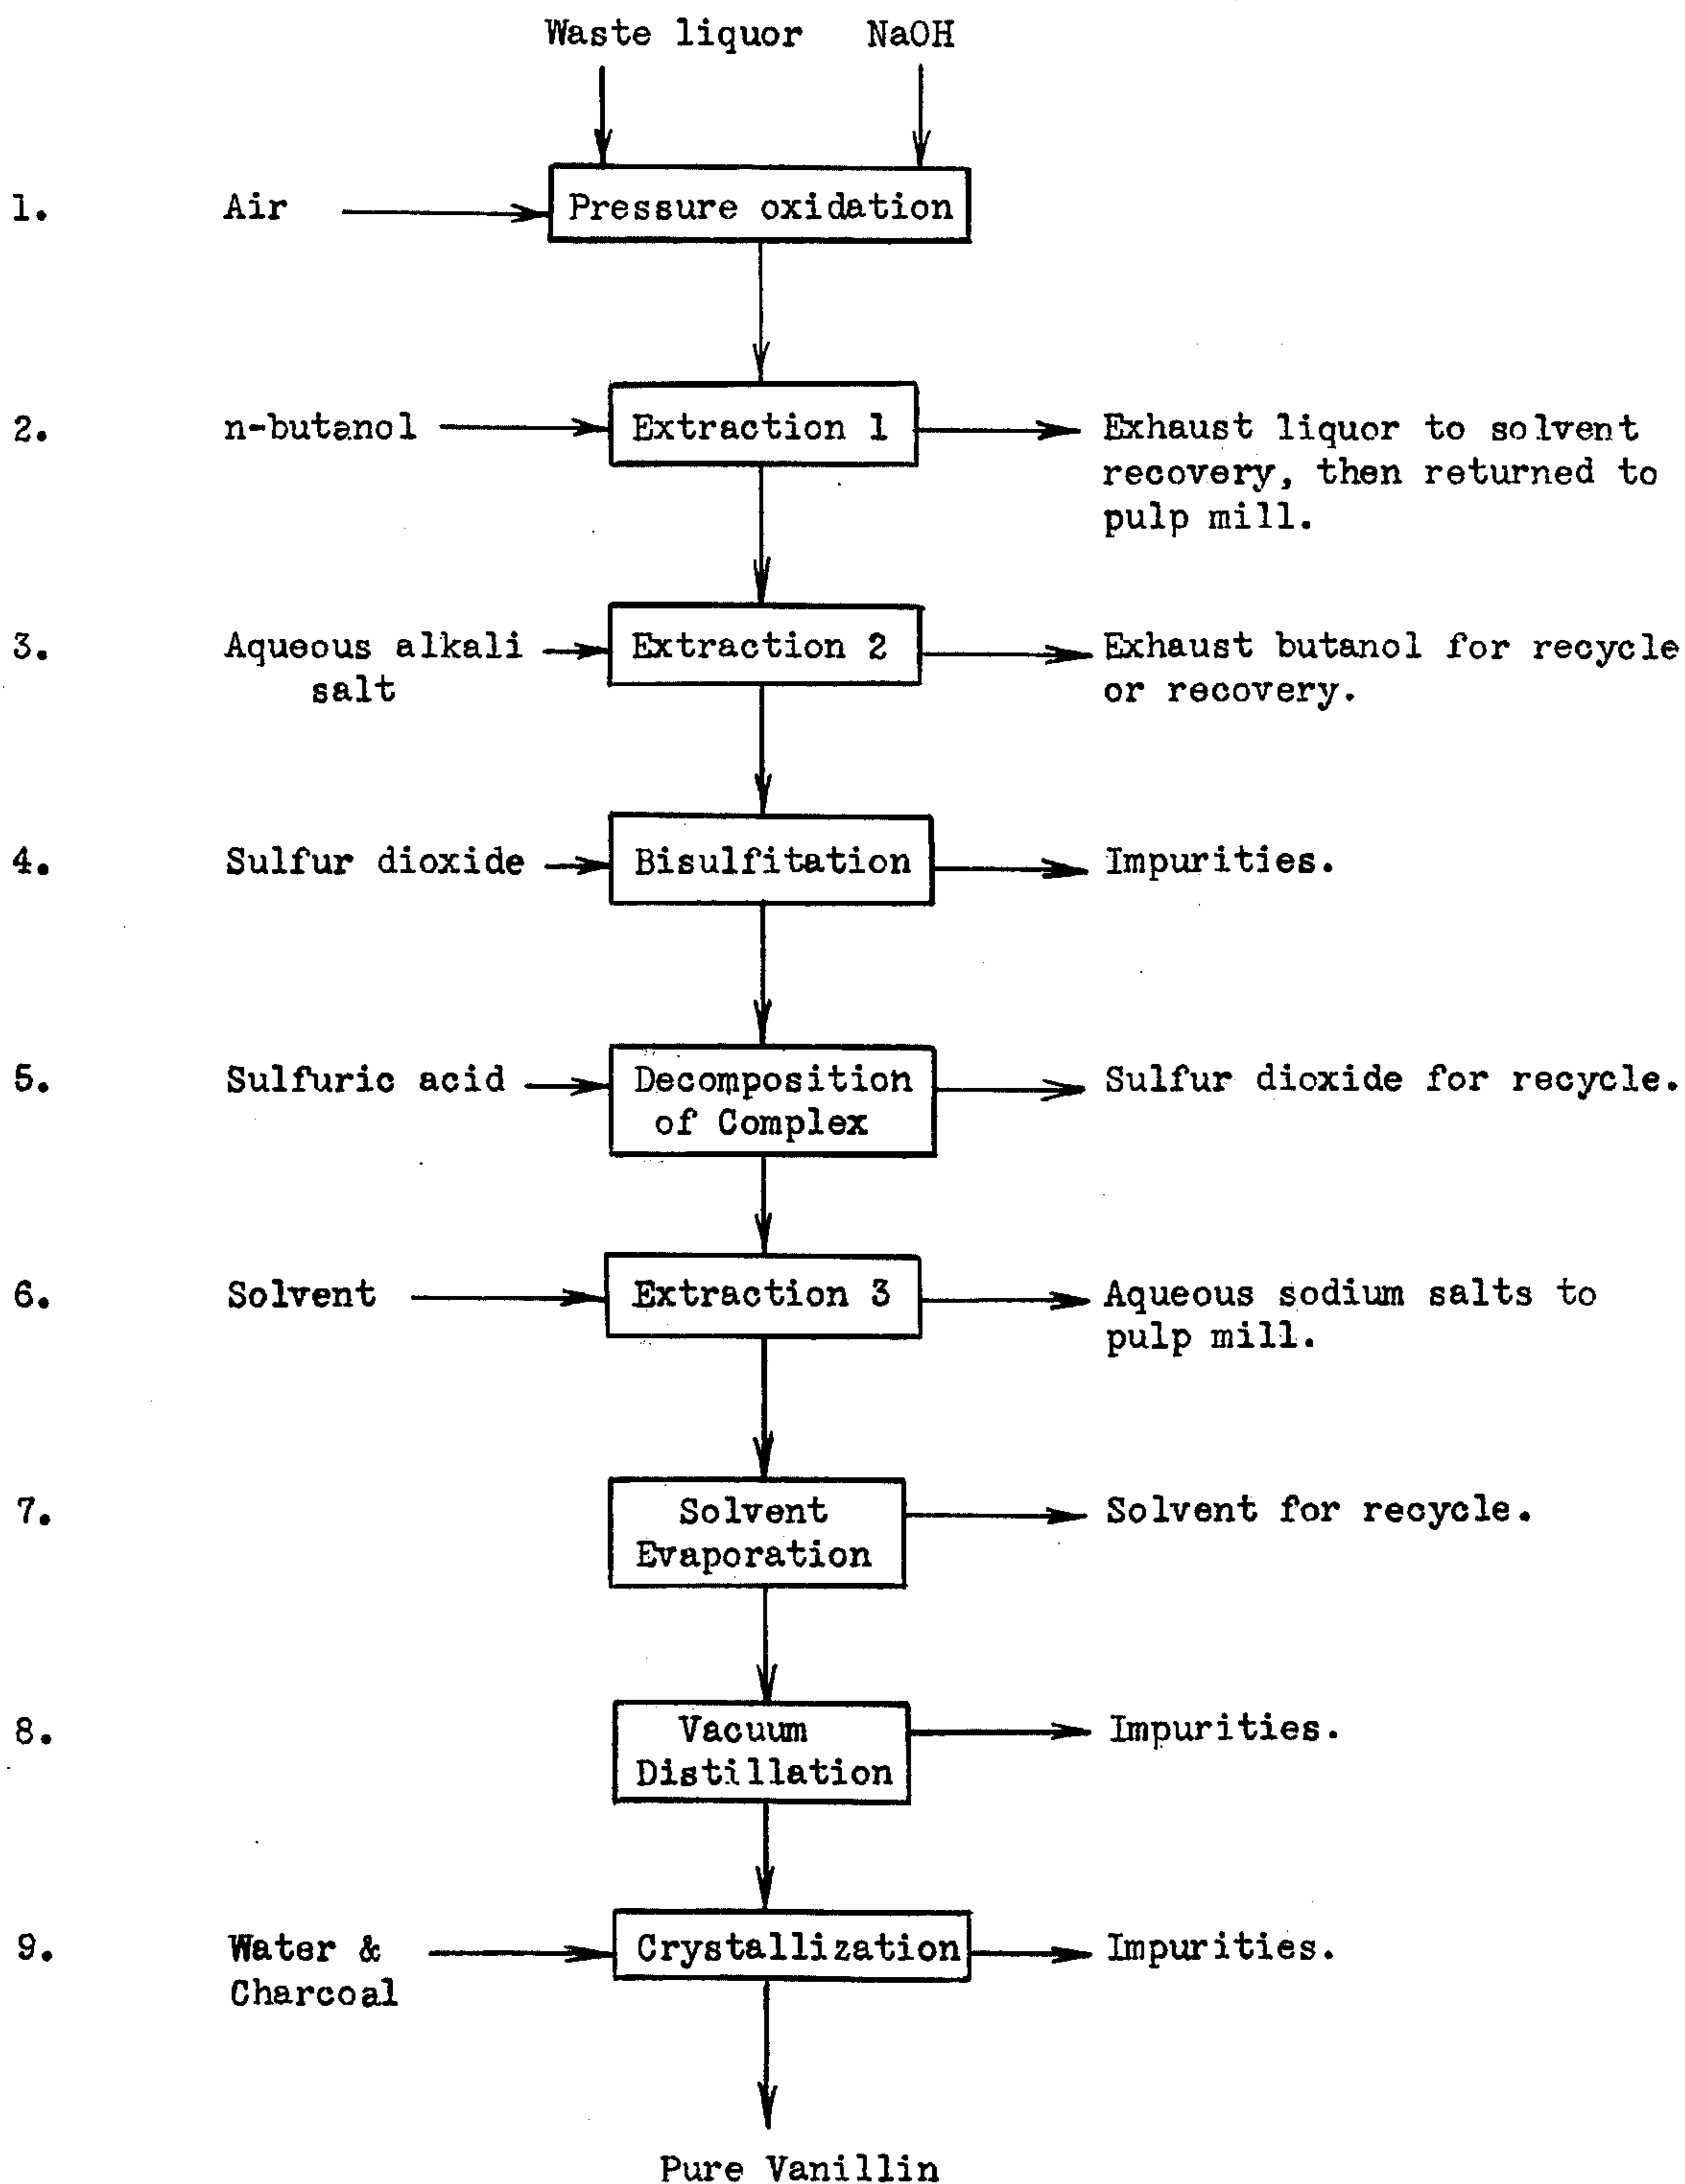 Waste liquor NaOH
1. Air Pressure oxidation
2. n-butanol Extraction 1 Exhaust liquor to solvent
recovery, then returned to
pulp mill.
3. Aqueous alkali Extraction 2 Exhaust butanol for recycle
salt or recovery.
4. Sulfur dioxide Bisulfitation Impurities.
5. Sulfuric acid Decomposition Sulfur dioxide for recycle.
of Complex
6. Solvent Extraction 3 Aqueous sodium salts to
pulp mill.
7. Solvent Solvent for recycle.
Evaporation
8. Vacuum Impurities.
Distillation
9. Water & Crystallization Impurities.
Charcoal
Pure Vanillin